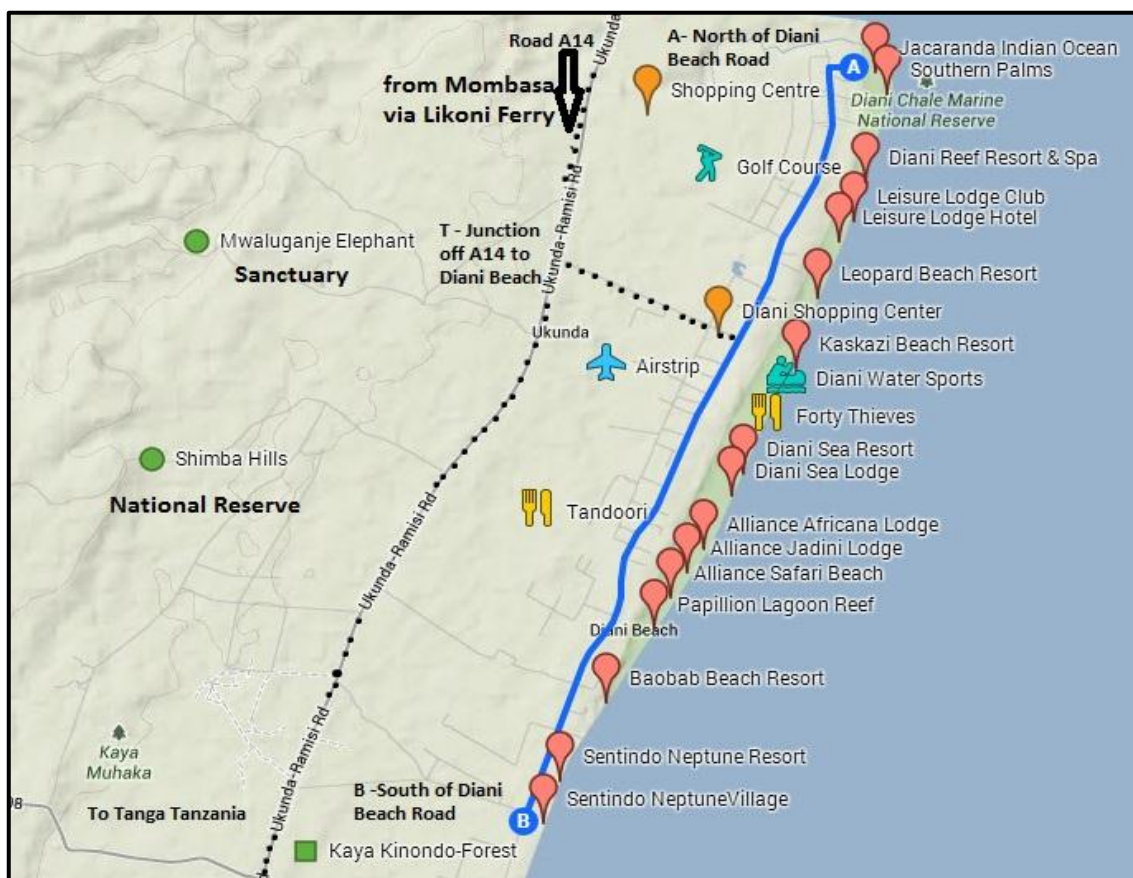 Road A14
A- North of Diani
Beach Road
Jacaranda Indian Ocean
Southern Palms
from Mombasa
via Likoni Ferry
Shopping Centre
Diani Chale Marine
National Reserve
Ukunda
Ukunda-Ramisi Rd
A
Golf Course
Diani Reef Resort & Spa
Leisure Lodge Club
Leisure Lodge Hotel
Mwaluganje Elephant
Sanctuary
T - Junction
off A14 to
Diani Beach
Leopard Beach Resort
Ukunda-Ramisi Rd
Diani Shopping Center
Ukunda
Kaskazi Beach Resort
Airstrip
Diani Water Sports
Forty Thieves
Diani Sea Resort
Diani Sea Lodge
Shimba Hills
National Reserve
Ukunda-Ramisi Rd
Tandoori
Alliance Africana Lodge
Alliance Jadini Lodge
Alliance Safari Beach
Papillion Lagoon Reef
Diani Beach
Baobab Beach Resort
Ukunda-Ramisi Rd
Kaya
Muhaka
Sentindo Neptune Resort
B -South of Diani
Beach Road
Sentindo NeptuneVillage
B
98
To Tanga Tanzania
Kaya Kinondo-Forest